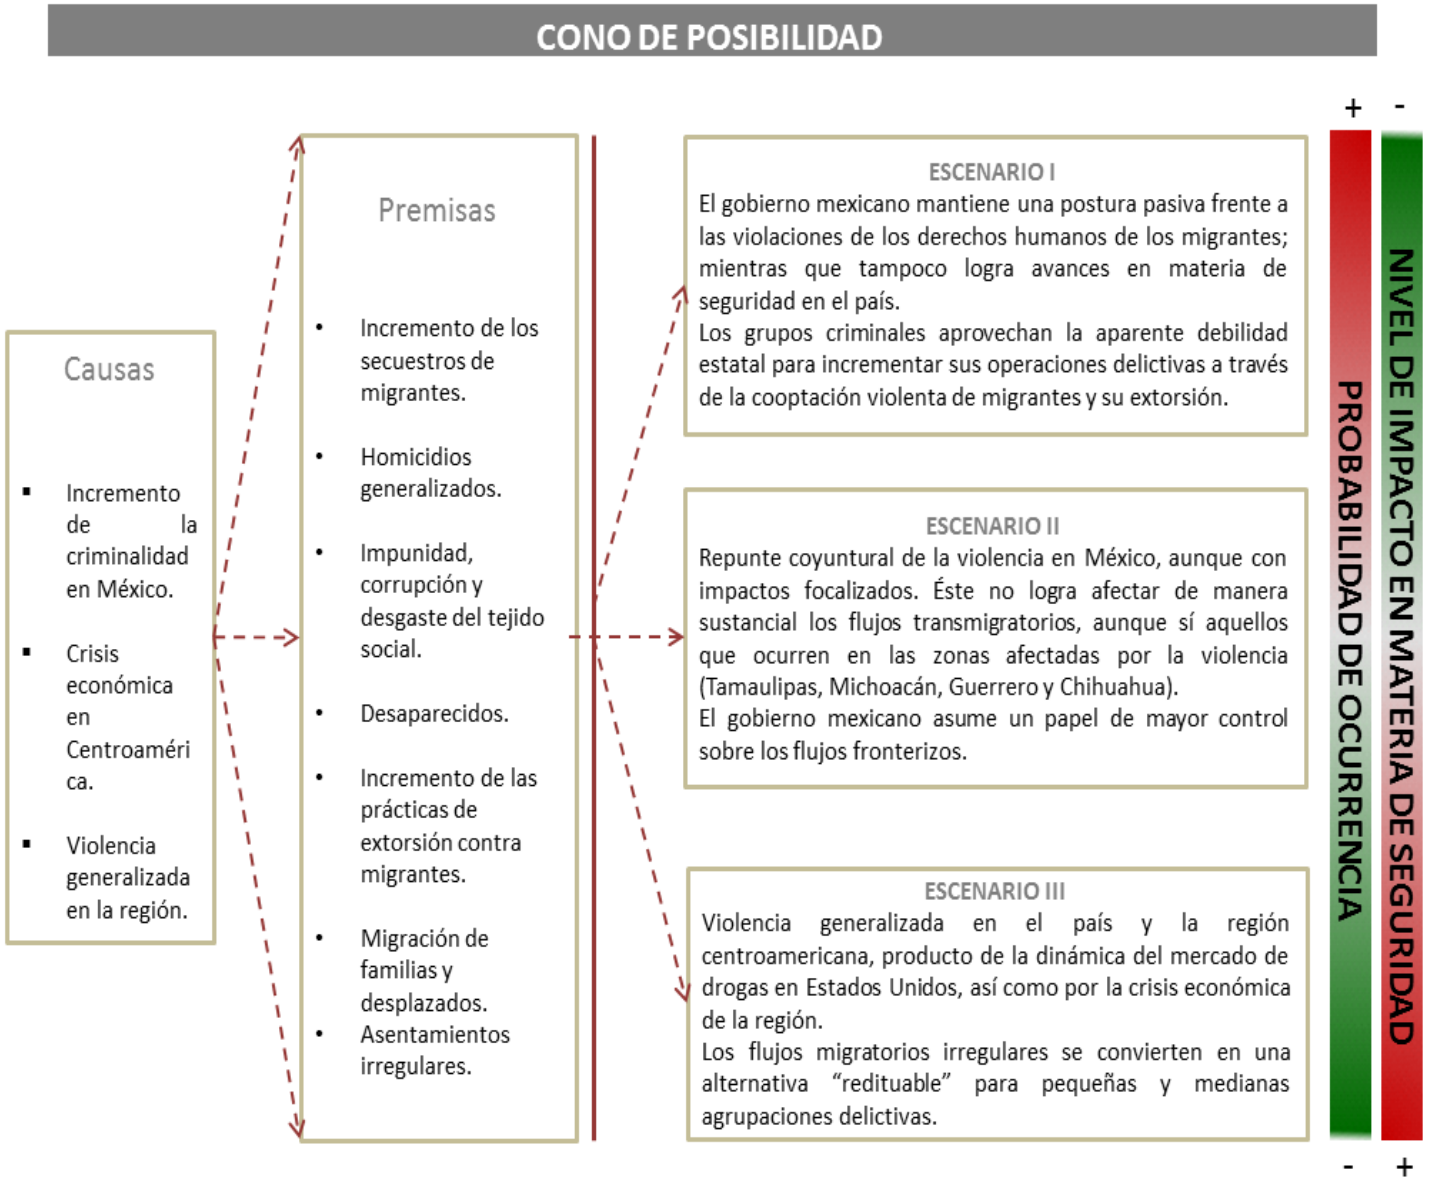 CONO DE POSIBILIDAD
Causas
▪ Incremento
de la
criminalidad
en México.
▪ Crisis
económica
en
Centroaméri
ca.
▪ Violencia
generalizada
en la región.
Premisas
• Incremento de los
secuestros de
migrantes.
• Homicidios
generalizados.
• Impunidad,
corrupción y
desgaste del tejido
social.
• Desaparecidos.
• Incremento de las
prácticas de
extorsión contra
migrantes.
• Migración de
familias y
desplazados.
• Asentamientos
irregulares.
ESCENARIO I
El gobierno mexicano mantiene una postura pasiva frente a
las violaciones de los derechos humanos de los migrantes;
mientras que tampoco logra avances en materia de
seguridad en el país.
Los grupos criminales aprovechan la aparente debilidad
estatal para incrementar sus operaciones delictivas a través
de la cooptación violenta de migrantes y su extorsión.
ESCENARIO II
Repunte coyuntural de la violencia en México, aunque con
impactos focalizados. Éste no logra afectar de manera
sustancial los flujos transmigratorios, aunque sí aquellos
que ocurren en las zonas afectadas por la violencia
(Tamaulipas, Michoacán, Guerrero y Chihuahua).
El gobierno mexicano asume un papel de mayor control
sobre los flujos fronterizos.
ESCENARIO III
Violencia generalizada en el país y la región
centroamericana, producto de la dinámica del mercado de
drogas en Estados Unidos, así como por la crisis económica
de la región.
Los flujos migratorios irregulares se convierten en una
alternativa “redituable” para pequeñas y medianas
agrupaciones delictivas.
+ -
PROBABILIDAD DE OCURRENCIA
NIVEL DE IMPACTO EN MATERIA DE SEGURIDAD
- +